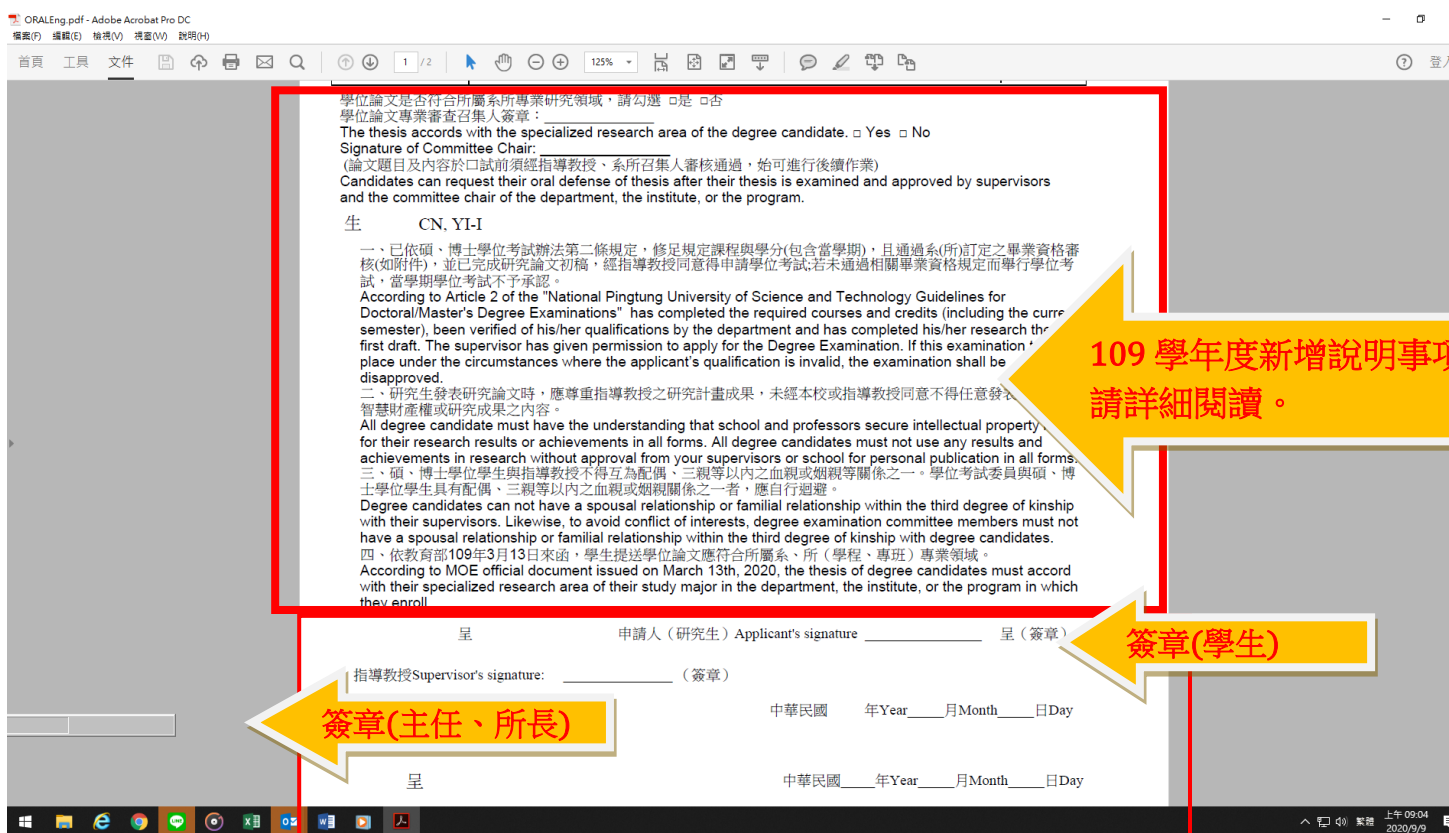 ORALEng.pdf - Adobe Acrobat Pro DC
檔案(F) 編輯(E) 檢視(V) 視窗(W) 說明(H)
首頁 工具 文件 1 / 2 125% 登入
學位論文是否符合所屬系所專業研究領域，請勾選 □是 □否
學位論文專業審查召集人簽章：______________
The thesis accords with the specialized research area of the degree candidate. □ Yes □ No
Signature of Committee Chair: ________________
(論文題目及內容於口試前須經指導教授、系所召集人審核通過，始可進行後續作業)
Candidates can request their oral defense of thesis after their thesis is examined and approved by supervisors
and the committee chair of the department, the institute, or the program.
生 CN, YI-I
一、已依碩、博士學位考試辦法第二條規定，修足規定課程與學分(包含當學期)，且通過系(所)訂定之畢業資格審
核(如附件)，並已完成研究論文初稿，經指導教授同意得申請學位考試;若未通過相關畢業資格規定而舉行學位考
試，當學期學位考試不予承認。
According to Article 2 of the "National Pingtung University of Science and Technology Guidelines for
Doctoral/Master's Degree Examinations" has completed the required courses and credits (including the curre
semester), been verified of his/her qualifications by the department and has completed his/her research the
first draft. The supervisor has given permission to apply for the Degree Examination. If this examination
place under the circumstances where the applicant's qualification is invalid, the examination shall be
disapproved.
二、研究生發表研究論文時，應尊重指導教授之研究計畫成果，未經本校或指導教授同意不得任意發表
智慧財產權或研究成果之內容。
All degree candidate must have the understanding that school and professors secure intellectual property
for their research results or achievements in all forms. All degree candidates must not use any results and
achievements in research without approval from your supervisors or school for personal publication in all forms.
三、碩、博士學位學生與指導教授不得互為配偶、三親等以內之血親或姻親等關係之一。學位考試委員與碩、博
士學位學生具有配偶、三親等以內之血親或姻親關係之一者，應自行迴避。
Degree candidates can not have a spousal relationship or familial relationship within the third degree of kinship
with their supervisors. Likewise, to avoid conflict of interests, degree examination committee members must not
have a spousal relationship or familial relationship within the third degree of kinship with degree candidates.
四、依教育部109年3月13日來函，學生提送學位論文應符合所屬系、所（學程、專班）專業領域。
According to MOE official document issued on March 13th, 2020, the thesis of degree candidates must accord
with their specialized research area of their study major in the department, the institute, or the program in which
they enroll
109 學年度新增說明事項
請詳細閱讀。
呈 申請人（研究生）Applicant's signature ________________ 呈（簽章）
簽章(學生)
指導教授Supervisor's signature: _______________（簽章）
簽章(主任、所長)
中華民國 年Year_____月Month_____日Day
呈 中華民國_____年Year_____月Month_____日Day
繁體 上午 09:04
2020/9/9